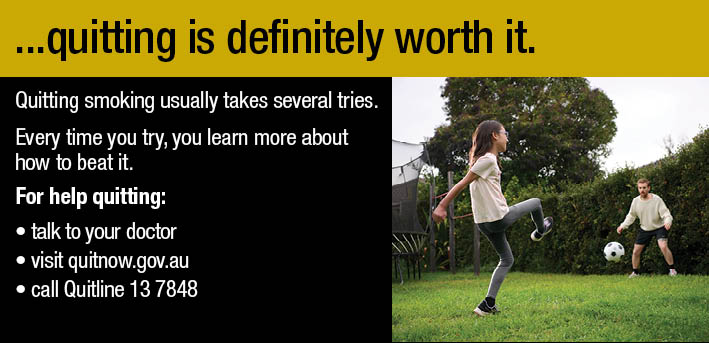 ...quitting is definitely worth it.
Quitting smoking usually takes several tries.
Every time you try, you learn more about
how to beat it.
For help quitting:
• talk to your doctor
• visit quitnow.gov.au
• call Quitline 13 7848